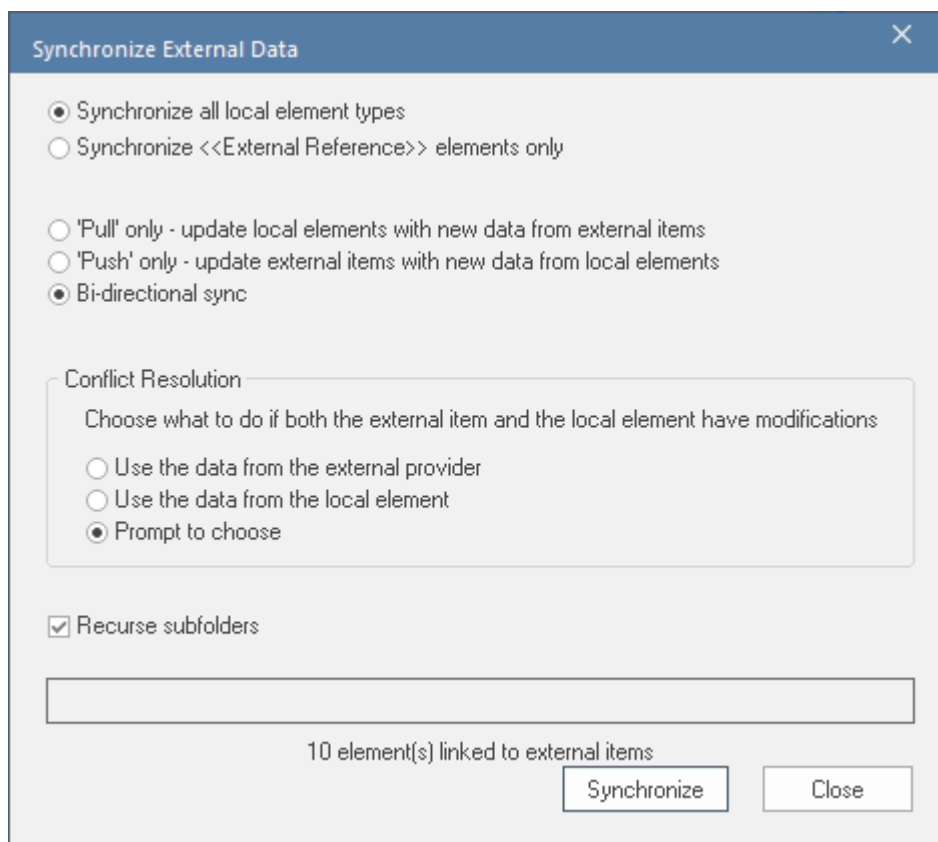 Synchronize External Data
Synchronize all local element types
Synchronize <<External Reference>> elements only
'Pull' only - update local elements with new data from external items
'Push' only - update external items with new data from local elements
Bi-directional sync
Conflict Resolution
Choose what to do if both the external item and the local element have modifications
Use the data from the external provider
Use the data from the local element
Prompt to choose
Recurse subfolders
10 element(s) linked to external items
Synchronize
Close